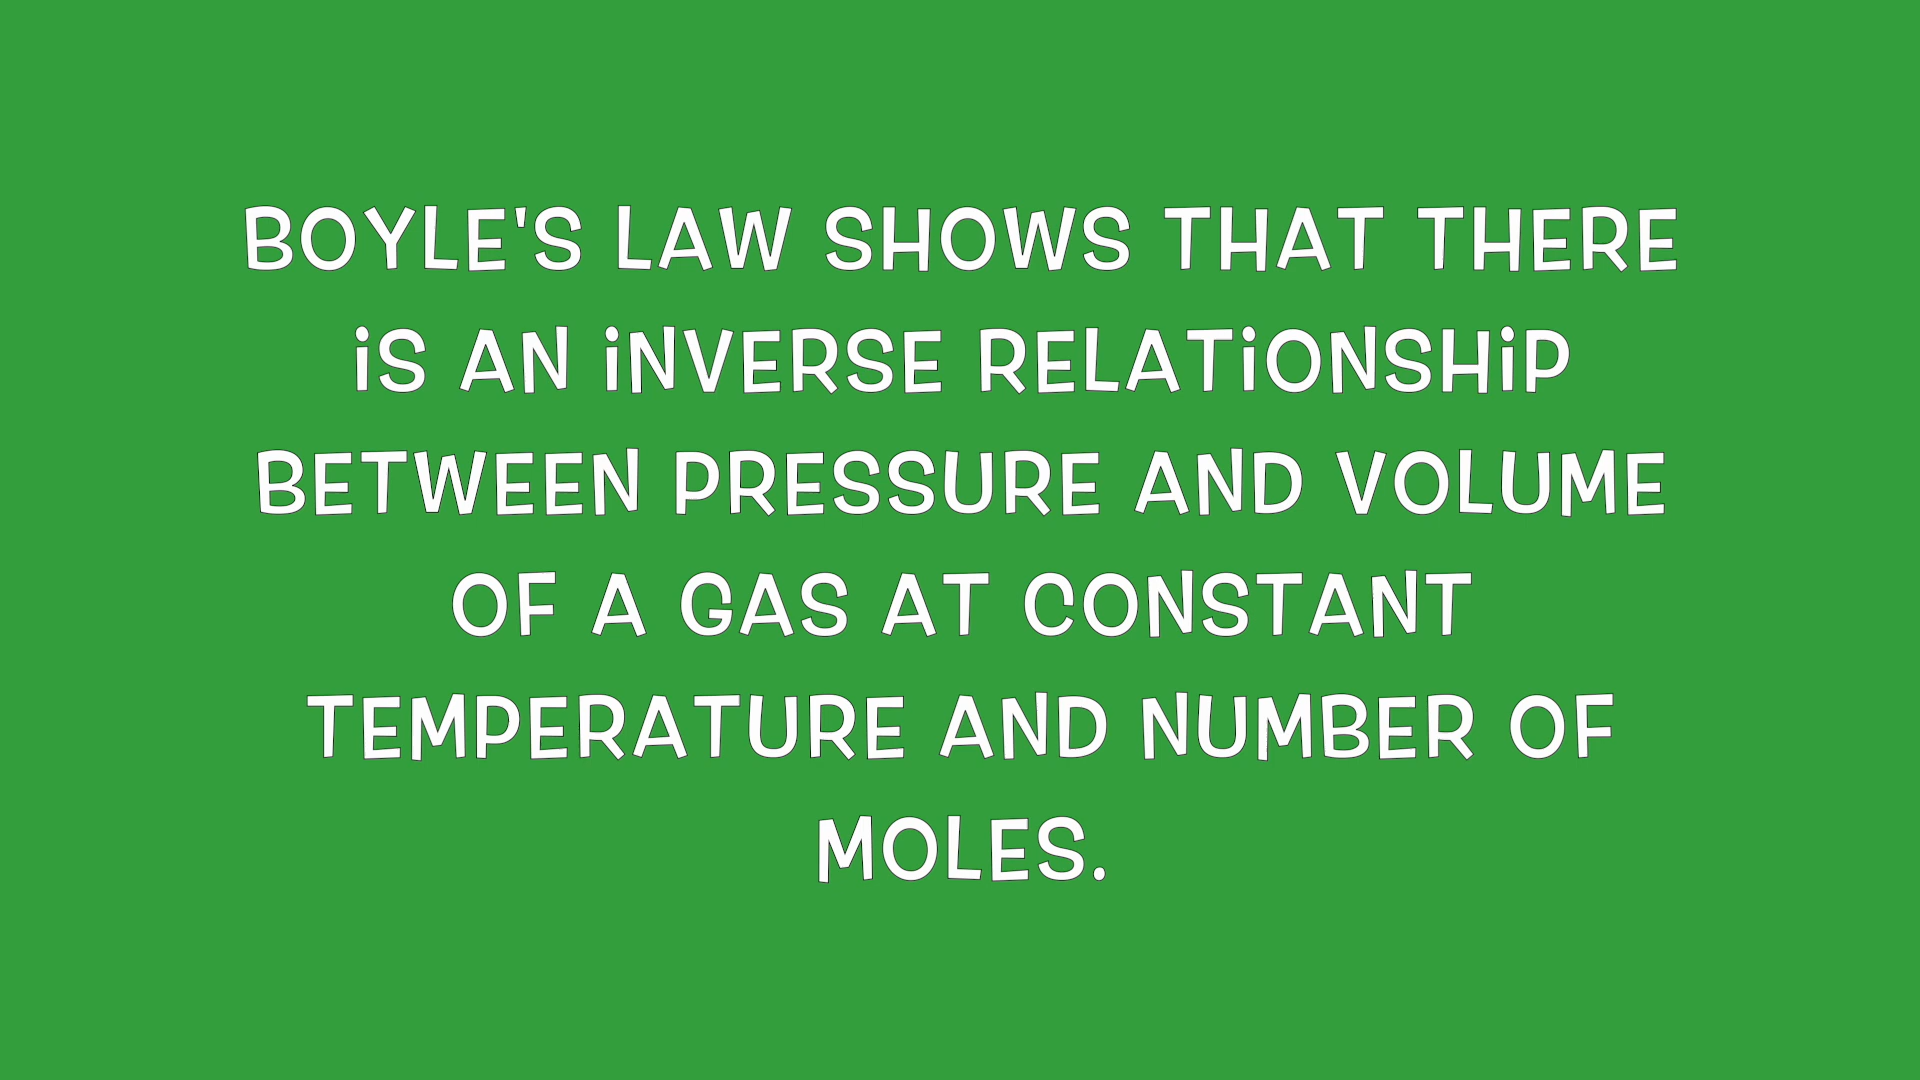 BOYLE'S LAW SHOWS THAT THERE
iS AN iNVERSE RELATiONSHiP
BETWEEN PRESSURE AND VOLUME
OF A GAS AT CONSTANT
TEMPERATURE AND NUMBER OF
MOLES.